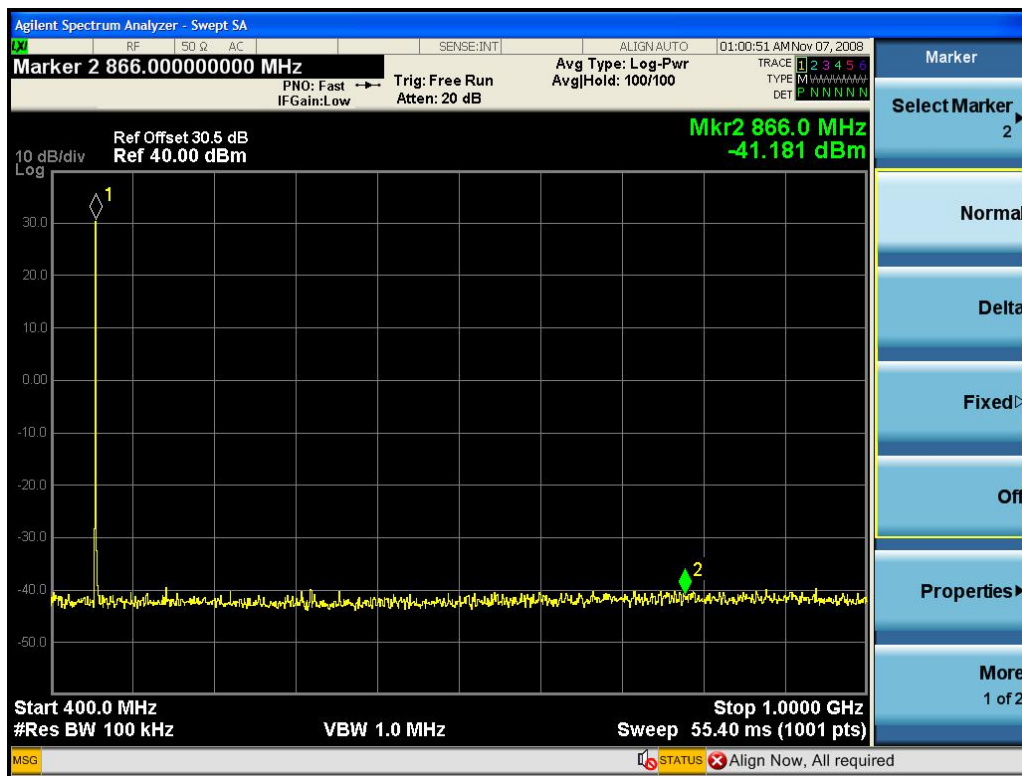 Agilent Spectrum Analyzer - Swept SA
LXI RF 50 Ω AC SENSE:INT ALIGN AUTO 01:00:51 AM Nov 07, 2008
Marker 2 866.000000000 MHz
PNO: Fast
IFGain:Low
Trig: Free Run
Atten: 20 dB
Avg Type: Log-Pwr
Avg|Hold: 100/100
TRACE 1 2 3 4 5 6
TYPE M W W W W W
DET P N N N N N
Mkr2 866.0 MHz
-41.181 dBm
Ref Offset 30.5 dB
10 dB/div Ref 40.00 dBm
Log
1
30.0
20.0
10.0
0.00
-10.0
-20.0
-30.0
2
-40.0
-50.0
Start 400.0 MHz Stop 1.0000 GHz
#Res BW 100 kHz VBW 1.0 MHz Sweep 55.40 ms (1001 pts)
MSG STATUS Align Now, All required
Marker
Select Marker
2
Normal
Delta
Fixed
Off
Properties
More
1 of 2